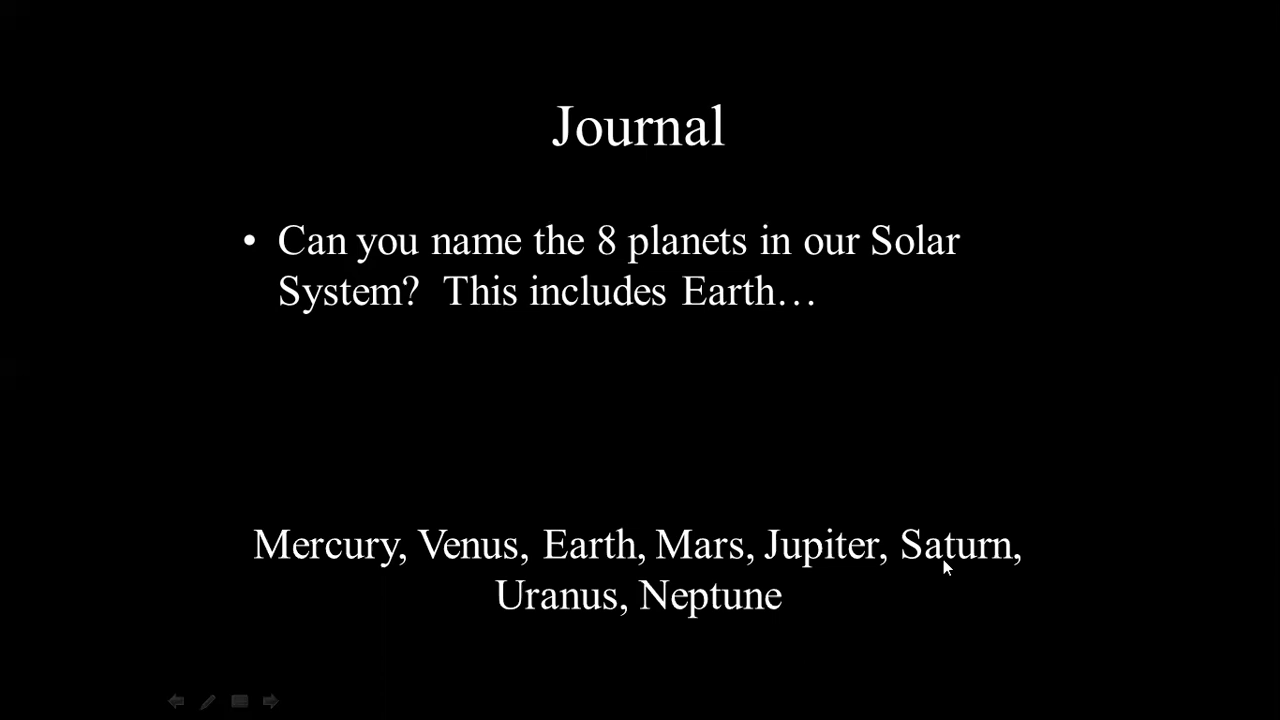 Journal
• Can you name the 8 planets in our Solar
System?  This includes Earth…
Mercury, Venus, Earth, Mars, Jupiter, Saturn,
Uranus, Neptune